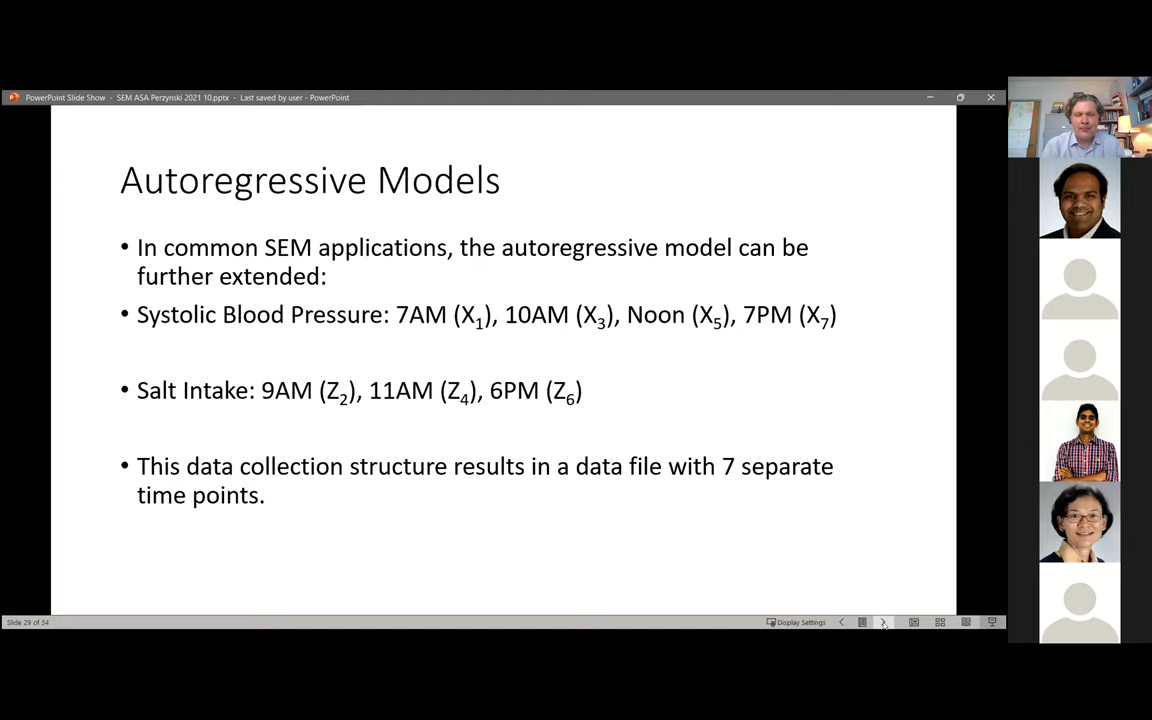 PowerPoint Slide Show - SEM ASA Perzynski 2021 10.pptx - Last saved by user - PowerPoint
Autoregressive Models
• In common SEM applications, the autoregressive model can be
further extended:
• Systolic Blood Pressure: 7AM (X₁), 10AM (X₃), Noon (X₅), 7PM (X₇)
• Salt Intake: 9AM (Z₂), 11AM (Z₄), 6PM (Z₆)
• This data collection structure results in a data file with 7 separate
time points.
Slide 29 of 54
Display Settings